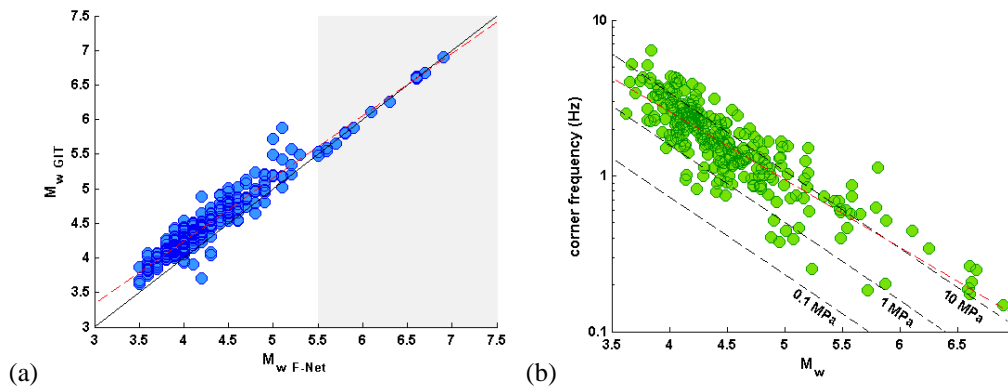 7.5
7
6.5
6
5.5
5
4.5
4
3.5
3
3 3.5 4 4.5 5 5.5 6 6.5 7 7.5
M_w GIT
M_w F-Net
(a)
10
1
0.1
3.5 4 4.5 5 5.5 6 6.5
corner frequency (Hz)
M_w
0.1 MPa
1 MPa
10 MPa
(b)